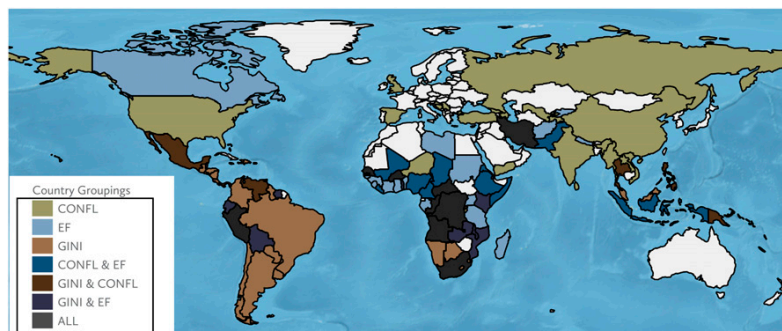 Country Groupings
CONFL
EF
GINI
CONFL & EF
GINI & CONFL
GINI & EF
ALL